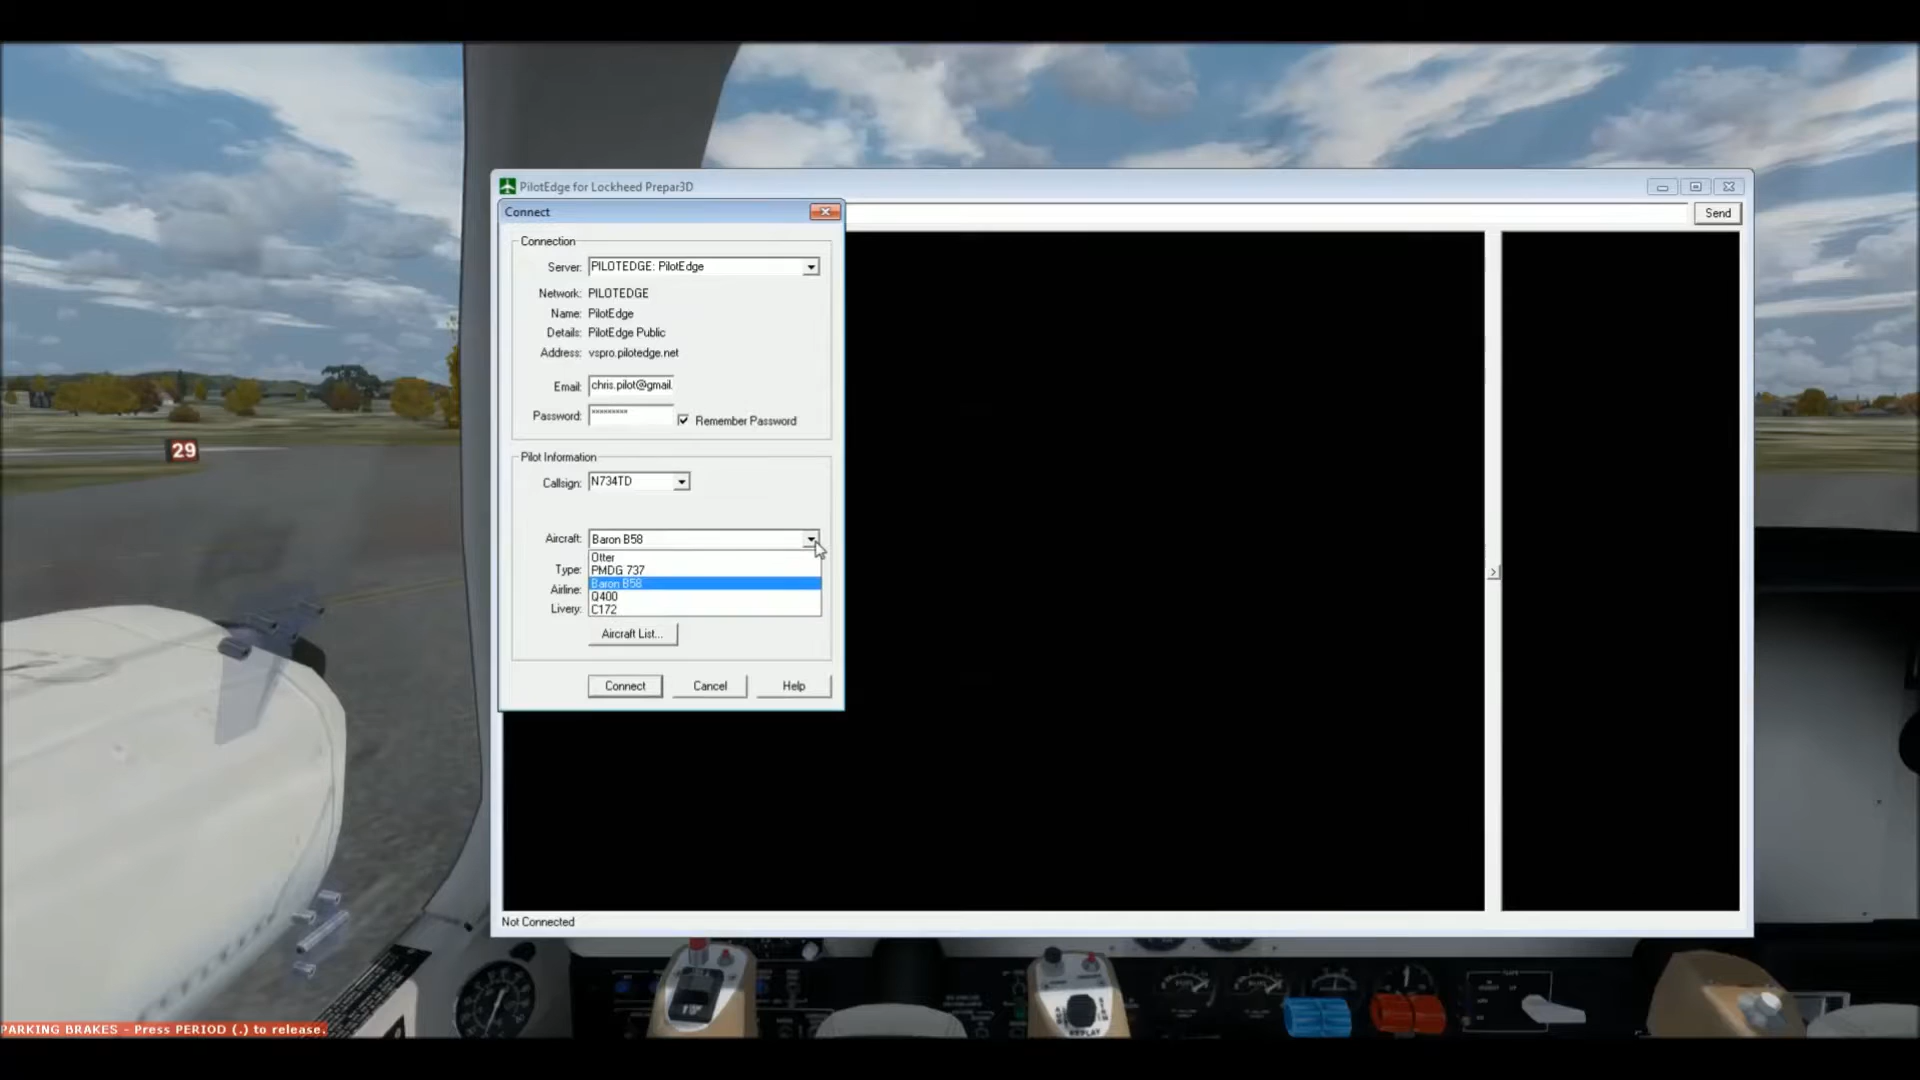 PilotEdge for Lockheed Prepar3D
Connect
Send
Connection
Server: PILOTEDGE: PilotEdge
Network: PILOTEDGE
Name: PilotEdge
Details: PilotEdge Public
Address: vspro.pilotedge.net
Email: chris.pilot@gmail.
Password: ********* Remember Password
29
Pilot Information
Callsign: N734TD
Aircraft: Baron B58
Otter
Type: PMDG 737
Baron B58
Airline:
Q400
Livery: C172
Aircraft List...
Connect Cancel Help
Not Connected
PARKING BRAKES - Press PERIOD (.) to release.